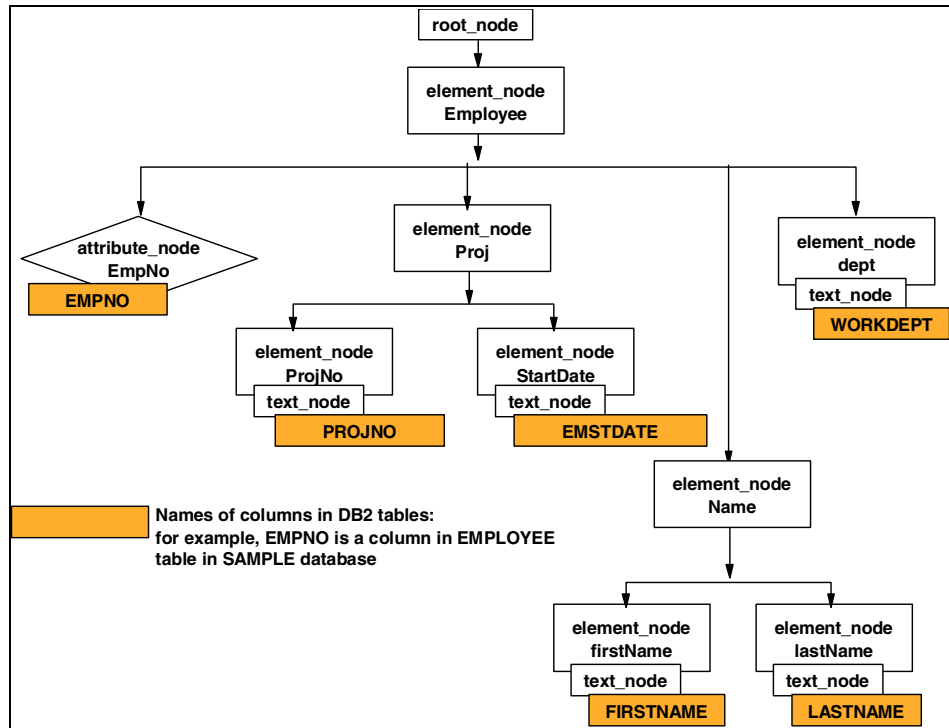 root_node
element_node
Employee
attribute_node
EmpNo
EMPNO
element_node
Proj
element_node
dept
text_node
WORKDEPT
element_node
ProjNo
text_node
PROJNO
element_node
StartDate
text_node
EMSTDATE
element_node
Name
Names of columns in DB2 tables:
for example, EMPNO is a column in EMPLOYEE
table in SAMPLE database
element_node
firstName
text_node
FIRSTNAME
element_node
lastName
text_node
LASTNAME